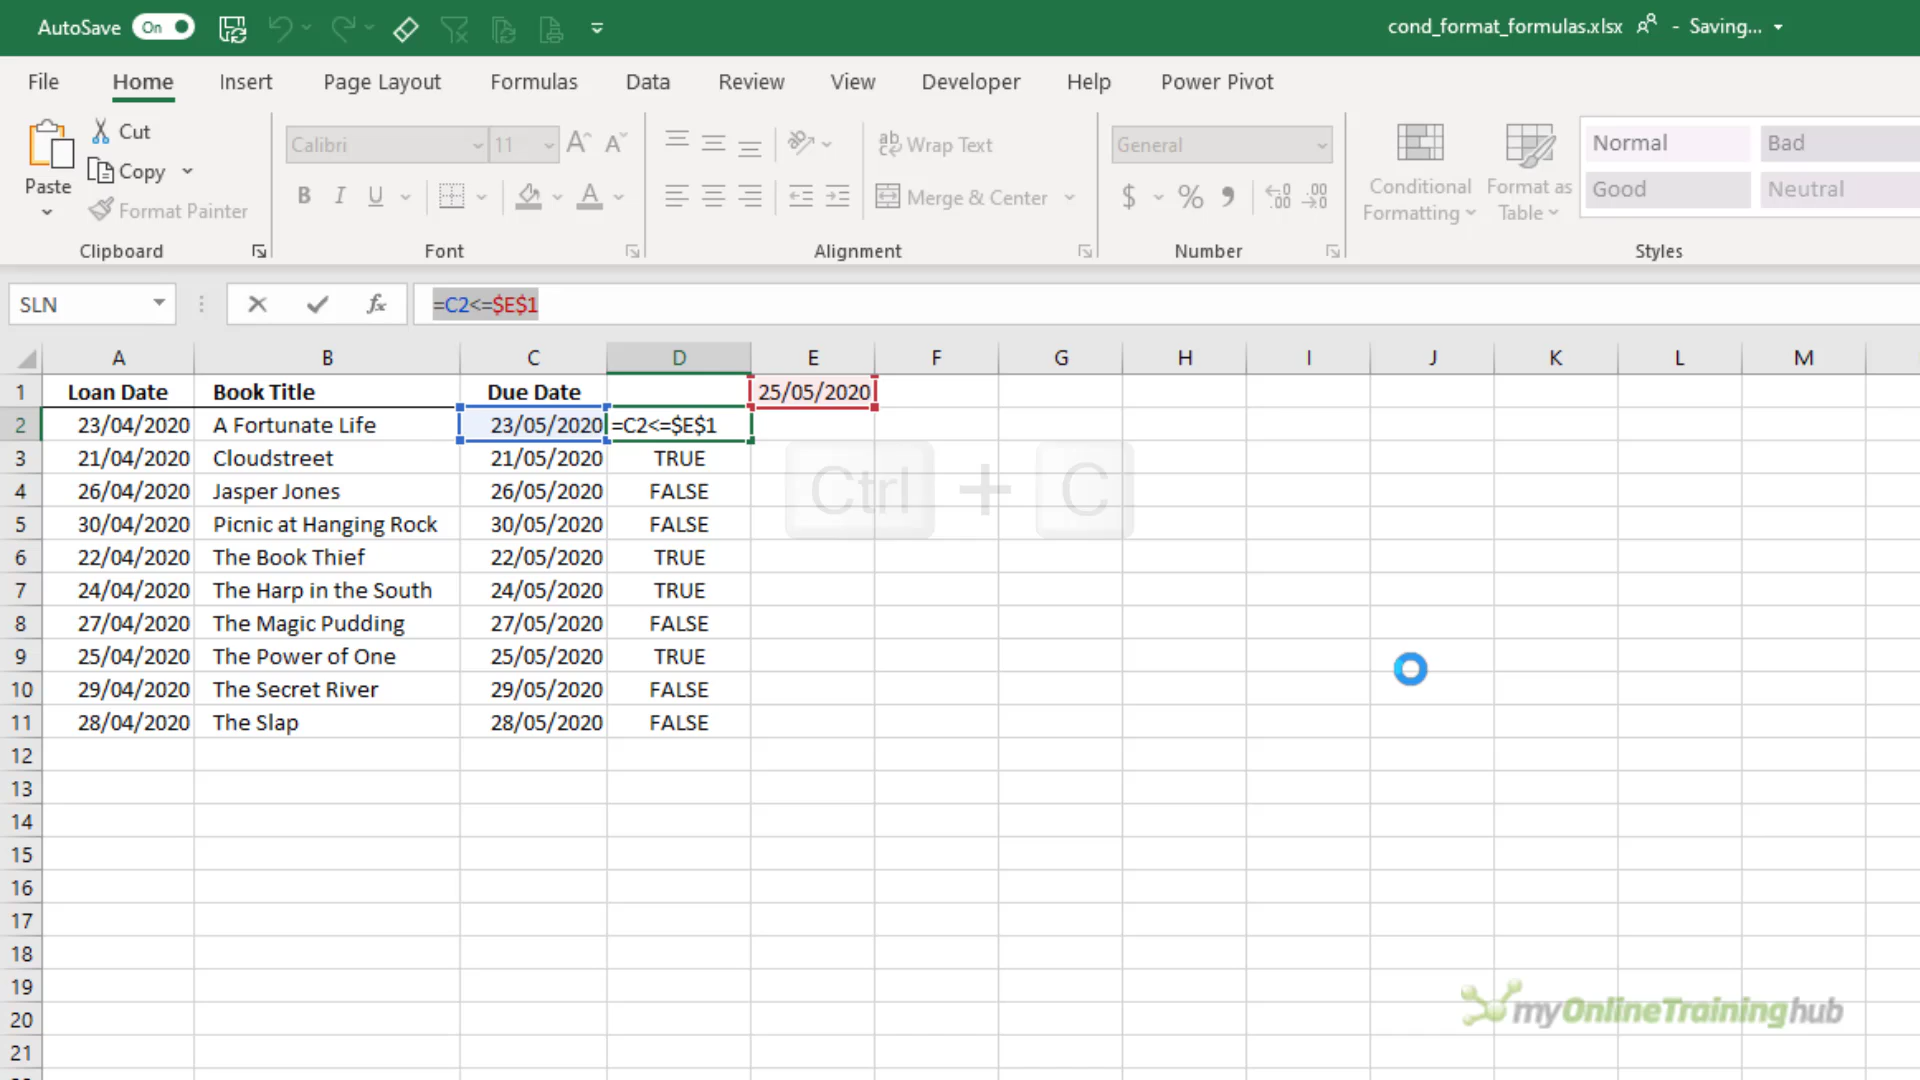 AutoSave On cond_format_formulas.xlsx - Saving...
File Home Insert Page Layout Formulas Data Review View Developer Help Power Pivot
Paste Cut Copy Format Painter Clipboard
Calibri 11 A^ Aˇ B I U A Font
ab Wrap Text Merge & Center Alignment
General $ % , Number
Conditional Formatting Format as Table Normal Bad Good Neutral Styles
SLN fx =C2<=$E$1
A B C D E F G H I J K L M
1 Loan Date Book Title Due Date 25/05/2020
2 23/04/2020 A Fortunate Life 23/05/2020 =C2<=$E$1
3 21/04/2020 Cloudstreet 21/05/2020 TRUE
4 26/04/2020 Jasper Jones 26/05/2020 FALSE
Ctrl + C
5 30/04/2020 Picnic at Hanging Rock 30/05/2020 FALSE
6 22/04/2020 The Book Thief 22/05/2020 TRUE
7 24/04/2020 The Harp in the South 24/05/2020 TRUE
8 27/04/2020 The Magic Pudding 27/05/2020 FALSE
9 25/04/2020 The Power of One 25/05/2020 TRUE
10 29/04/2020 The Secret River 29/05/2020 FALSE
11 28/04/2020 The Slap 28/05/2020 FALSE
12
13
14
15
16
17
18
19
myOnlineTraininghub
20
21